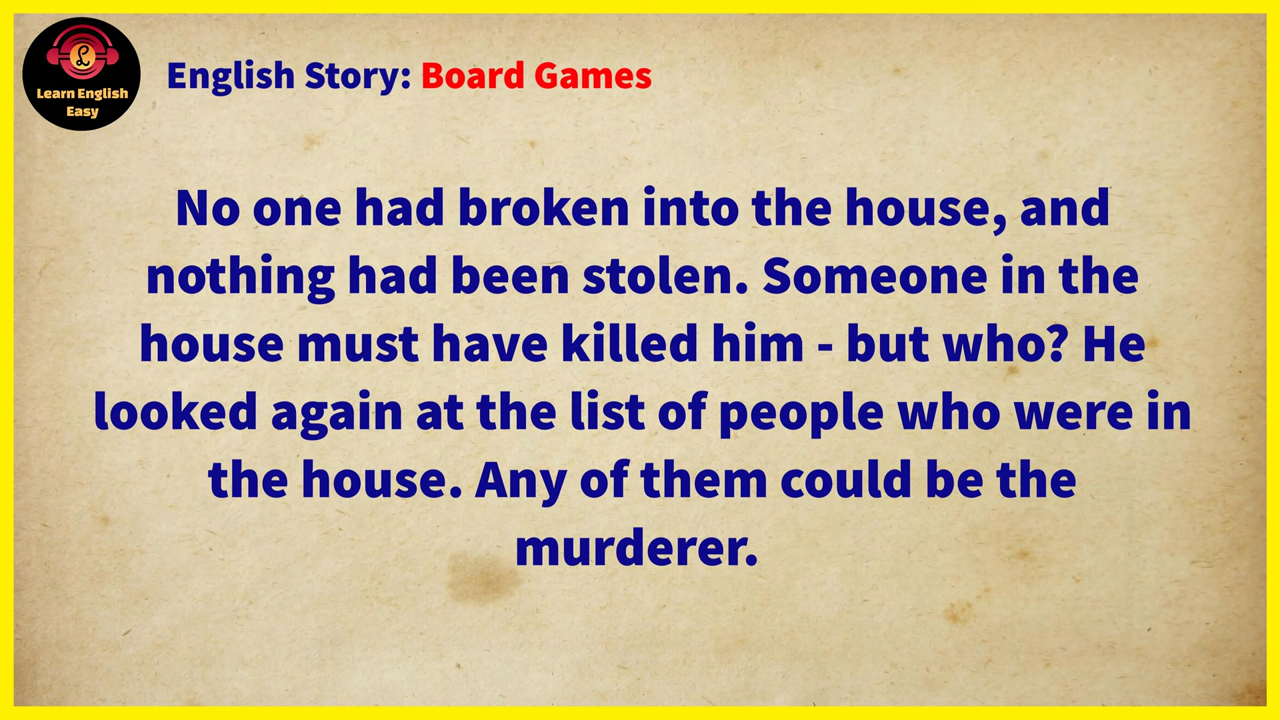 Learn English
Easy
English Story: Board Games
No one had broken into the house, and
nothing had been stolen. Someone in the
house must have killed him - but who? He
looked again at the list of people who were in
the house. Any of them could be the
murderer.